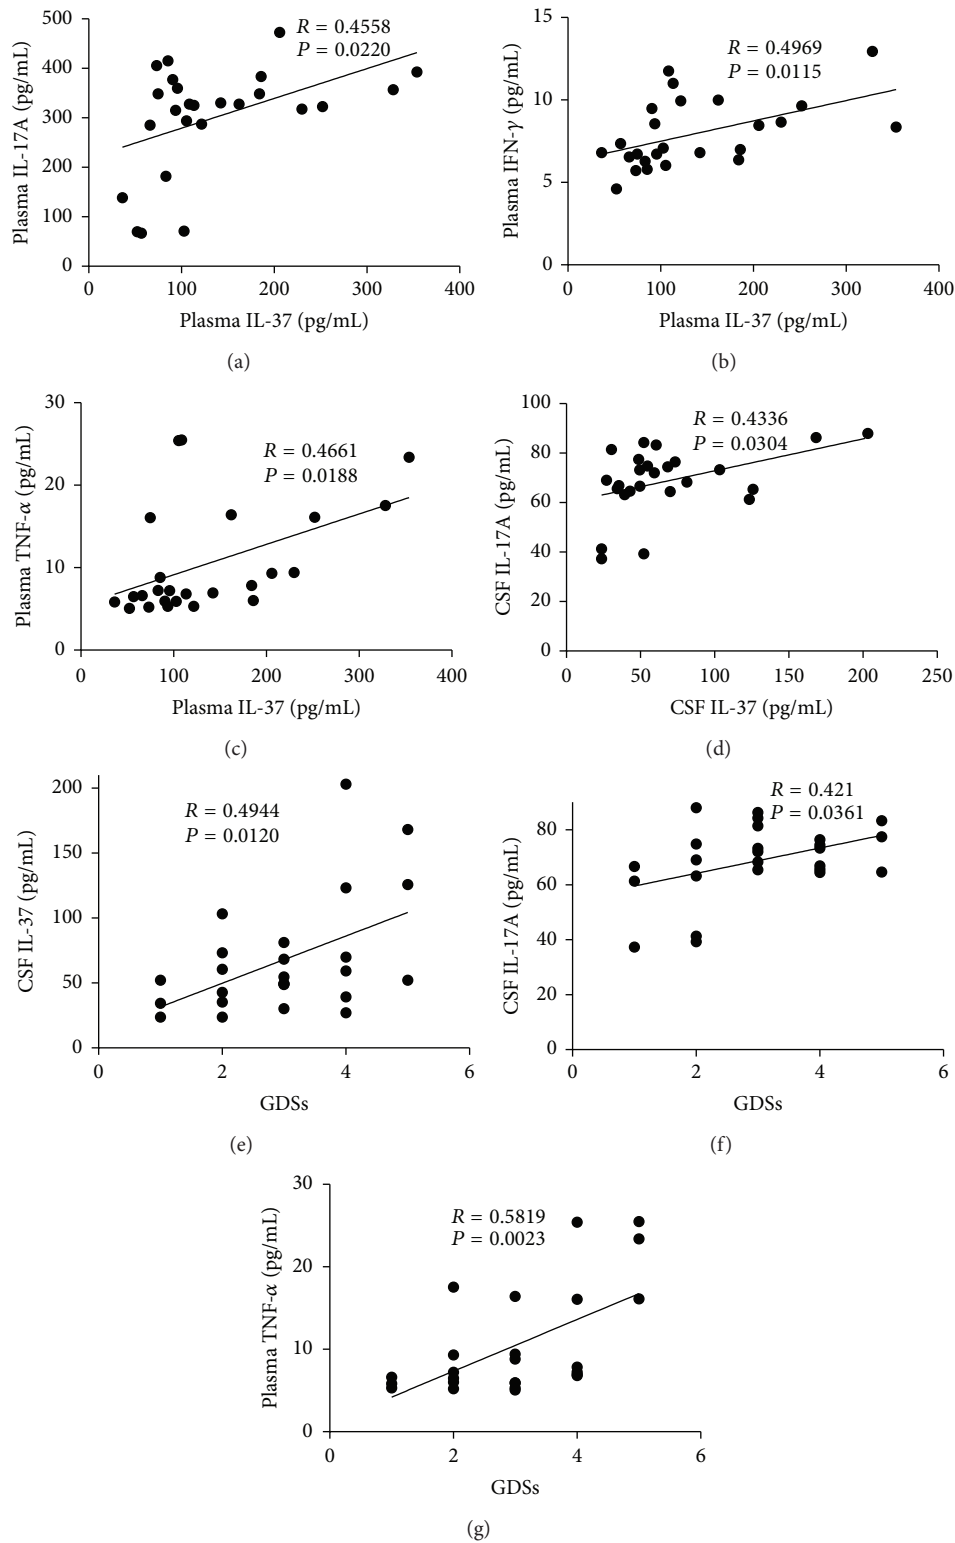 500
400
300
200
100
0
Plasma IL-17A (pg/mL)
R = 0.4558
P = 0.0220
0 100 200 300 400
Plasma IL-37 (pg/mL)
(a)
15
10
5
0
Plasma IFN-γ (pg/mL)
R = 0.4969
P = 0.0115
0 100 200 300 400
Plasma IL-37 (pg/mL)
(b)
30
20
10
0
Plasma TNF-α (pg/mL)
R = 0.4661
P = 0.0188
0 100 200 300 400
Plasma IL-37 (pg/mL)
(c)
100
80
60
40
20
0
CSF IL-17A (pg/mL)
R = 0.4336
P = 0.0304
0 50 100 150 200 250
CSF IL-37 (pg/mL)
(d)
200
150
100
50
0
CSF IL-37 (pg/mL)
R = 0.4944
P = 0.0120
0 2 4 6
GDSs
(e)
80
60
40
20
0
CSF IL-17A (pg/mL)
R = 0.421
P = 0.0361
0 2 4 6
GDSs
(f)
30
20
10
0
Plasma TNF-α (pg/mL)
R = 0.5819
P = 0.0023
0 2 4 6
GDSs
(g)